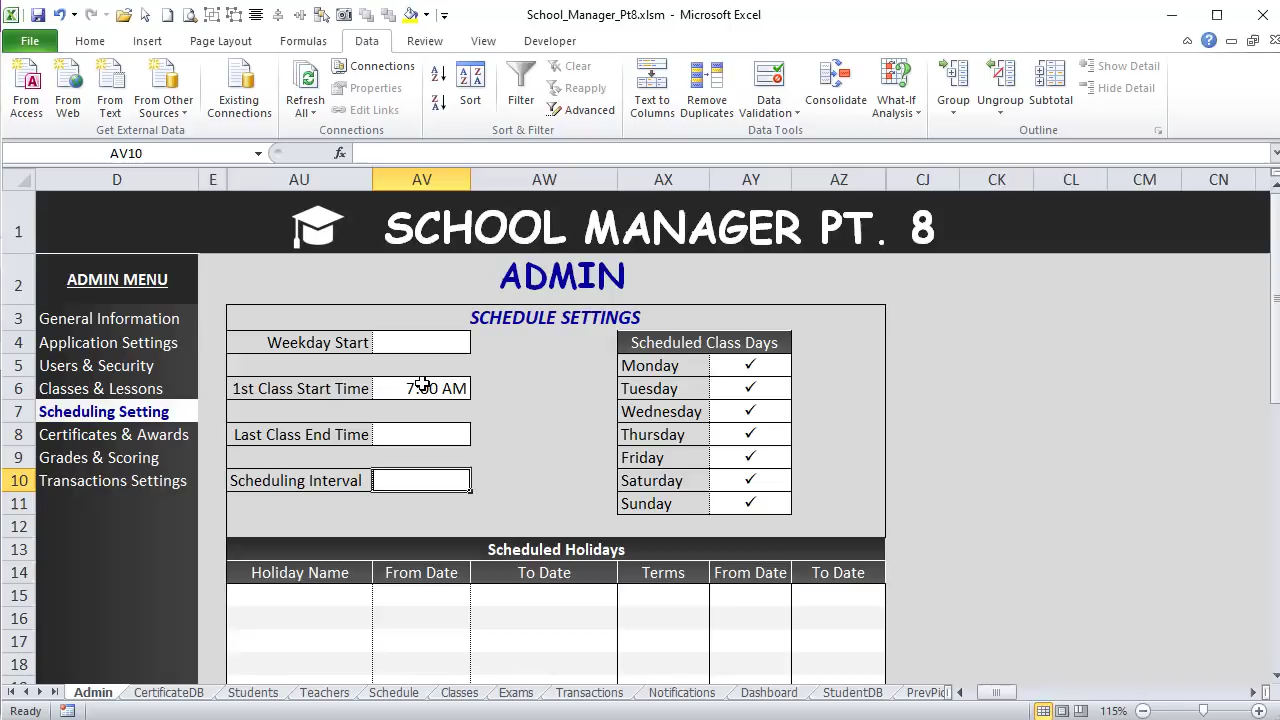 School_Manager_Pt8.xlsm - Microsoft Excel
File Home Insert Page Layout Formulas Data Review View Developer
From Access
From Web
From Text
From Other Sources
Existing Connections
Get External Data
Refresh All
Connections
Properties
Edit Links
Connections
Sort
Filter
Clear
Reapply
Advanced
Sort & Filter
Text to Columns
Remove Duplicates
Data Validation
Consolidate
What-If Analysis
Data Tools
Group
Ungroup
Subtotal
Show Detail
Hide Detail
Outline
AV10 fx
D E AU AV AW AX AY AZ CJ CK CL CM CN
1 SCHOOL MANAGER PT. 8
2 ADMIN MENU ADMIN
3 General Information SCHEDULE SETTINGS
4 Application Settings Weekday Start Scheduled Class Days
5 Users & Security Monday ✓
6 Classes & Lessons 1st Class Start Time AM Tuesday ✓
7 Scheduling Setting Wednesday ✓
8 Certificates & Awards Last Class End Time Thursday ✓
9 Grades & Scoring Friday ✓
10 Transactions Settings Scheduling Interval Saturday ✓
11 Sunday ✓
12
13 Scheduled Holidays
14 Holiday Name From Date To Date Terms From Date To Date
15
16
17
18
Admin CertificateDB Students Teachers Schedule Classes Exams Transactions Notifications Dashboard StudentDB PrevPic
Ready 115%